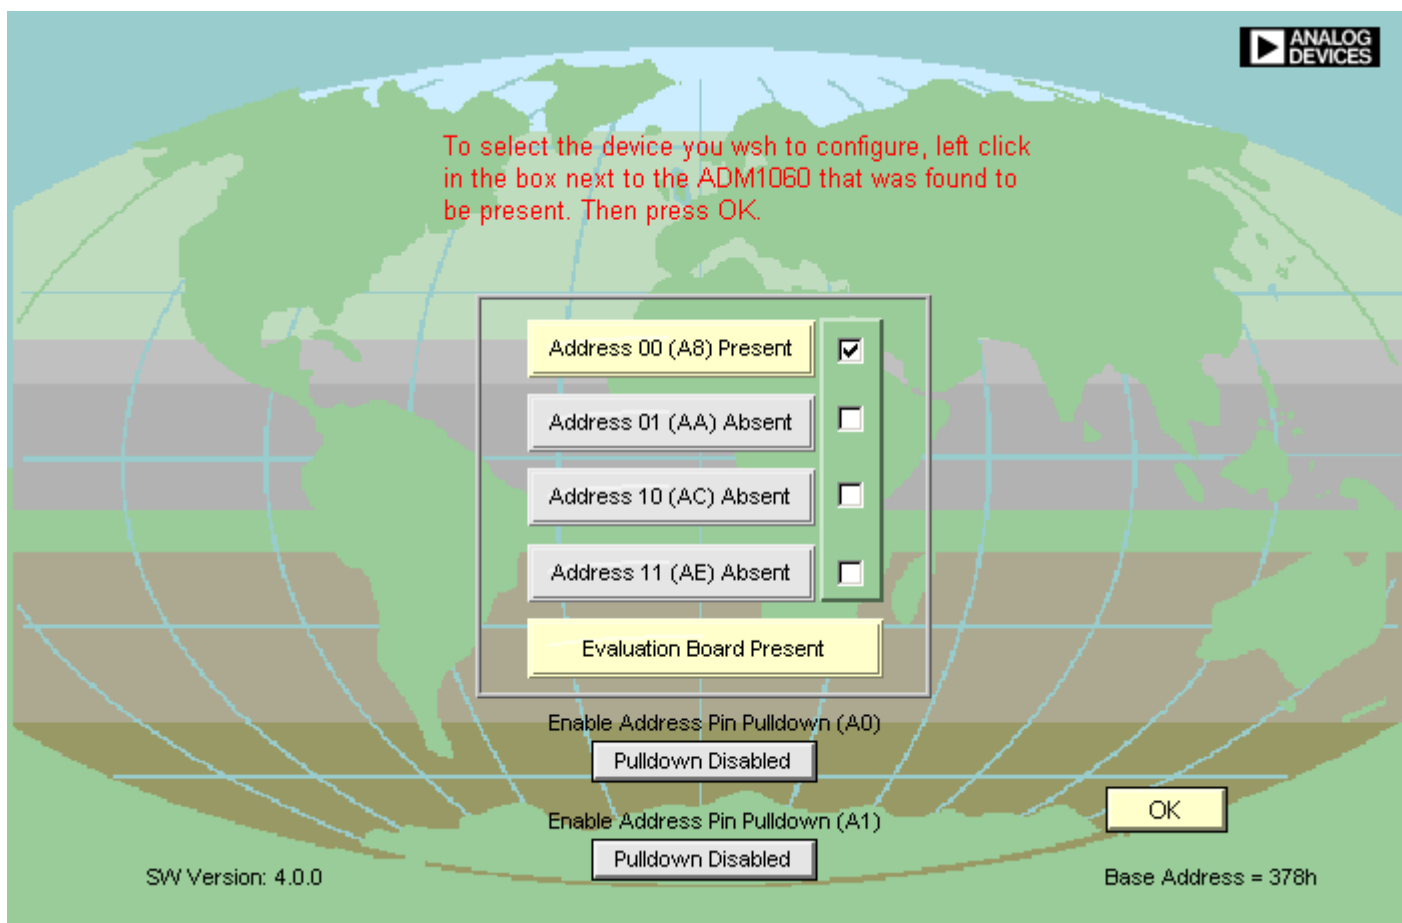 ANALOG
DEVICES
To select the device you wsh to configure, left click
in the box next to the ADM1060 that was found to
be present. Then press OK.
Address 00 (A8) Present
Address 01 (AA) Absent
Address 10 (AC) Absent
Address 11 (AE) Absent
Evaluation Board Present
Enable Address Pin Pulldown (A0)
Pulldown Disabled
OK
Enable Address Pin Pulldown (A1)
Pulldown Disabled
SW Version: 4.0.0
Base Address = 378h